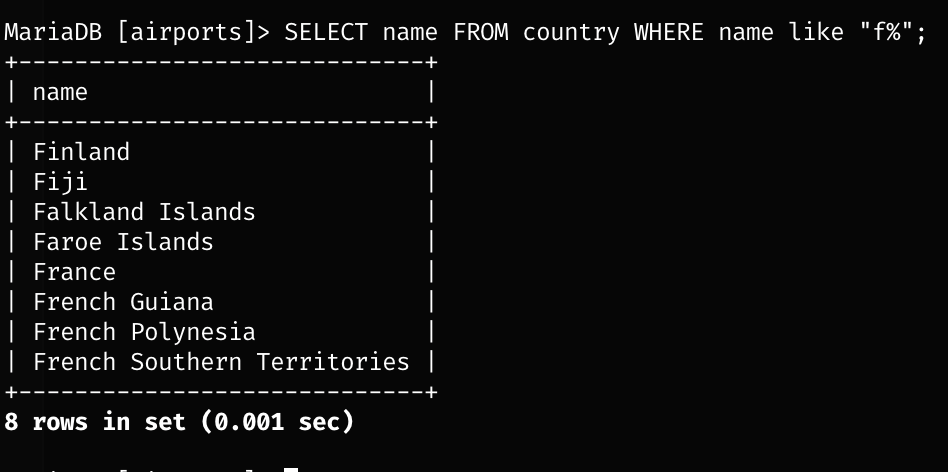 MariaDB [airports]> SELECT name FROM country WHERE name like "f%";
+-----------------------------+
| name                        |
+-----------------------------+
| Finland                     |
| Fiji                        |
| Falkland Islands            |
| Faroe Islands               |
| France                      |
| French Guiana               |
| French Polynesia            |
| French Southern Territories |
+-----------------------------+
8 rows in set (0.001 sec)